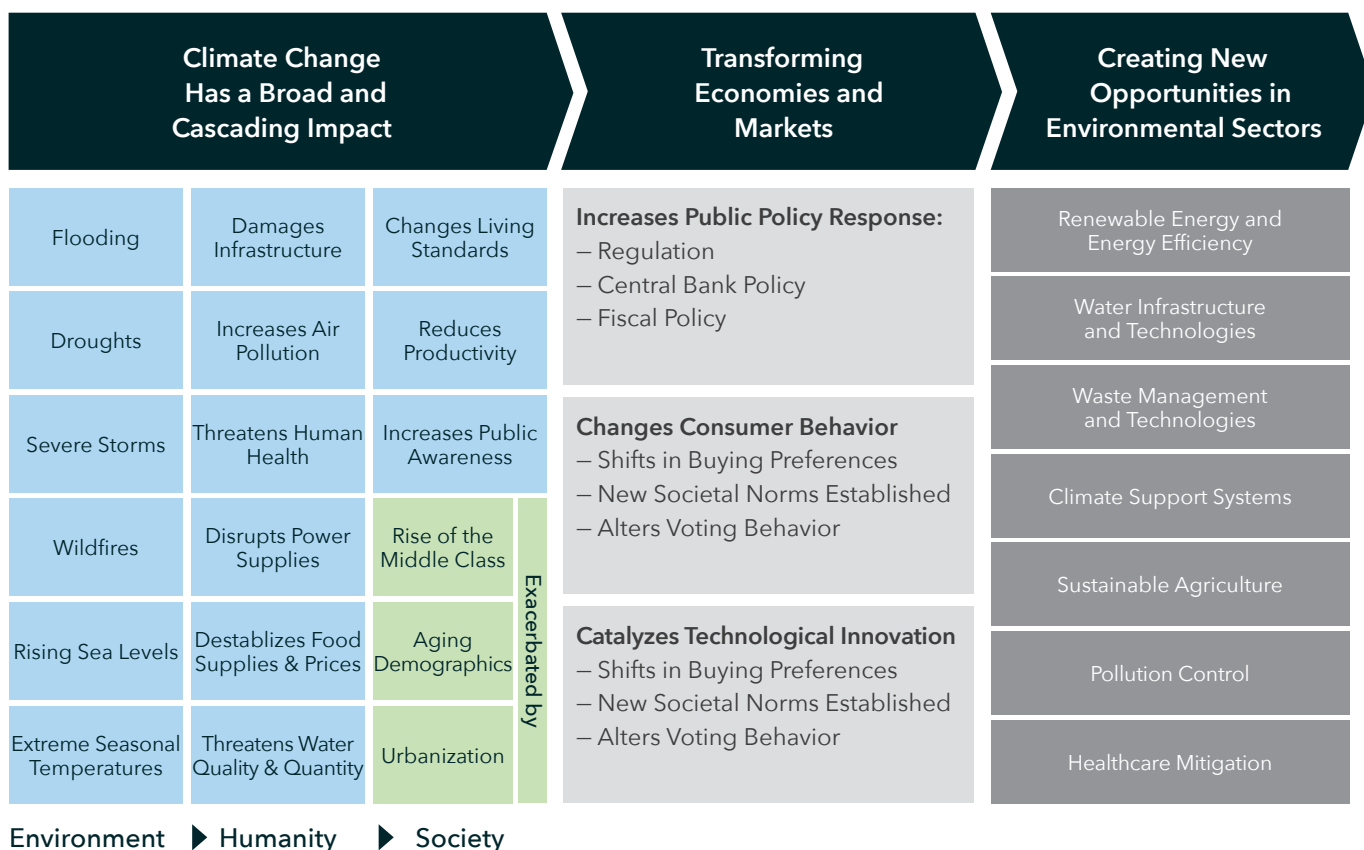 Climate Change
Has a Broad and
Cascading Impact
Transforming
Economies and
Markets
Creating New
Opportunities in
Environmental Sectors
Flooding
Droughts
Severe Storms
Wildfires
Rising Sea Levels
Extreme Seasonal
Temperatures
Damages
Infrastructure
Increases Air
Pollution
Threatens Human
Health
Disrupts Power
Supplies
Destablizes Food
Supplies & Prices
Threatens Water
Quality & Quantity
Changes Living
Standards
Reduces
Productivity
Increases Public
Awareness
Rise of the
Middle Class
Aging
Demographics
Urbanization
Exacerbated by
Environment
Humanity
Society
Increases Public Policy Response:
— Regulation
— Central Bank Policy
— Fiscal Policy
Changes Consumer Behavior
— Shifts in Buying Preferences
— New Societal Norms Established
— Alters Voting Behavior
Catalyzes Technological Innovation
— Shifts in Buying Preferences
— New Societal Norms Established
— Alters Voting Behavior
Renewable Energy and
Energy Efficiency
Water Infrastructure
and Technologies
Waste Management
and Technologies
Climate Support Systems
Sustainable Agriculture
Pollution Control
Healthcare Mitigation